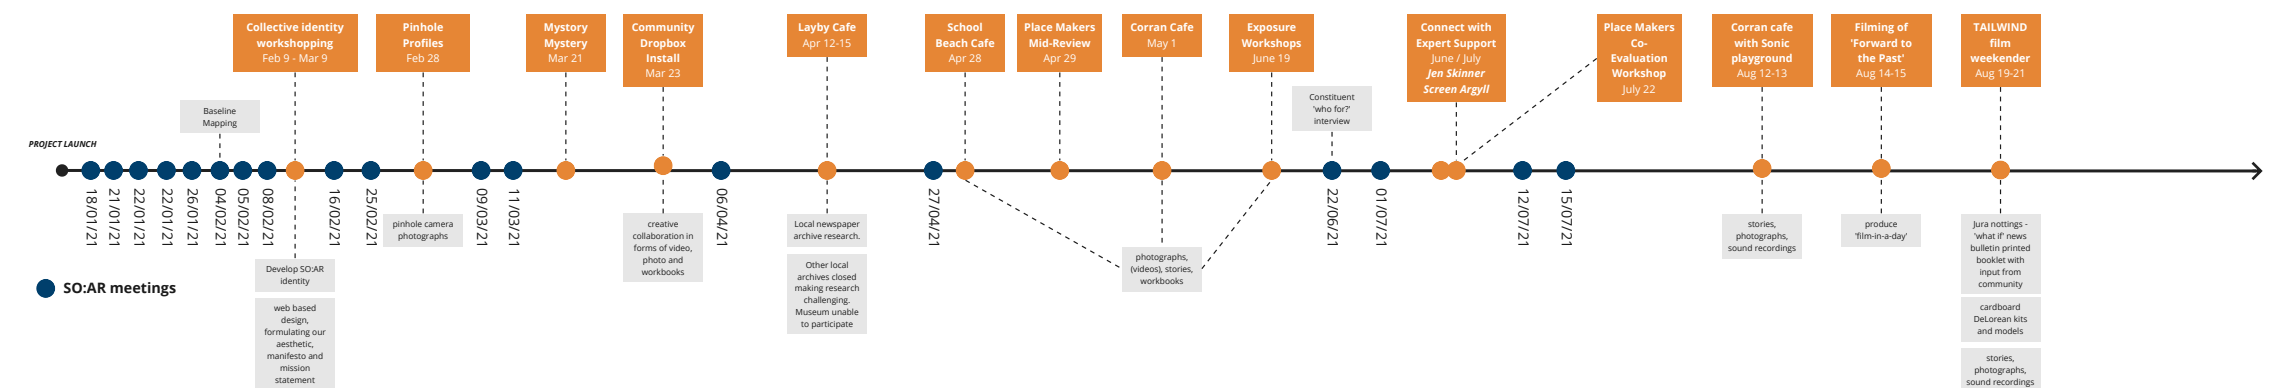 Collective identity
workshopping
Feb 9 - Mar 9
Pinhole
Profiles
Feb 28
Mystory
Mystery
Mar 21
Community
Dropbox
Install
Mar 23
Layby Cafe
Apr 12-15
School
Beach Cafe
Apr 28
Place Makers
Mid-Review
Apr 29
Corran Cafe
May 1
Exposure
Workshops
June 19
Connect with
Expert Support
June / July
Jen Skinner
Screen Argyll
Place Makers
Co-
Evaluation
Workshop
July 22
Corran cafe
with Sonic
playground
Aug 12-13
Filming of
'Forward to
the Past'
Aug 14-15
TAILWIND
film
weekender
Aug 19-21
Baseline
Mapping
Constituent
'who for?'
interview
PROJECT LAUNCH
18/01/21
21/01/21
22/01/21
22/01/21
26/01/21
04/02/21
05/02/21
08/02/21
16/02/21
25/02/21
09/03/21
11/03/21
06/04/21
27/04/21
22/06/21
01/07/21
12/07/21
15/07/21
Develop SO:AR
identity
web based
design,
formulating our
aesthetic,
manifesto and
mission
statement
pinhole camera
photographs
creative
collaboration in
forms of video,
photo and
workbooks
Local newspaper
archive research.
Other local
archives closed
making research
challenging.
Museum unable
to participate
photographs,
(videos), stories,
workbooks
stories,
photographs,
sound recordings
produce
'film-in-a-day'
Jura nottings -
'what if' news
bulletin printed
booklet with
input from
community
cardboard
DeLorean kits
and models
stories,
photographs,
sound recordings
SO:AR meetings